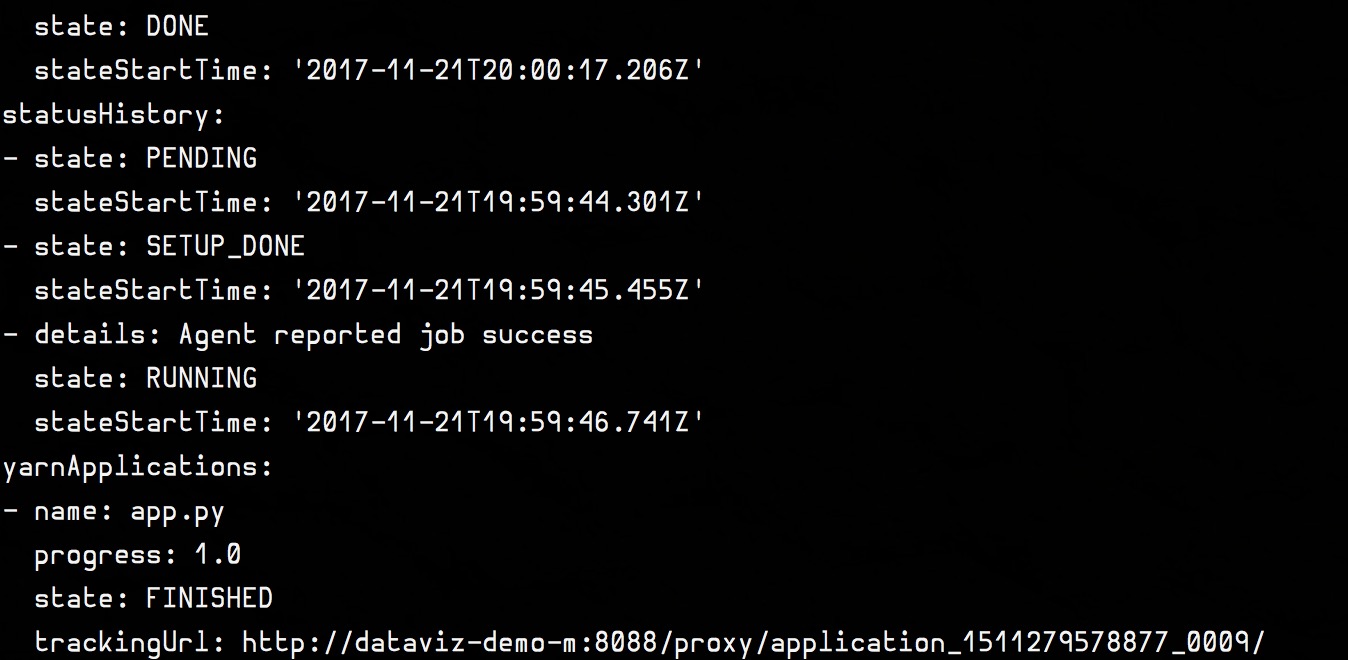 state: DONE
  stateStartTime: '2017-11-21T20:00:17.206Z'
statusHistory:
- state: PENDING
  stateStartTime: '2017-11-21T19:59:44.301Z'
- state: SETUP_DONE
  stateStartTime: '2017-11-21T19:59:45.455Z'
- details: Agent reported job success
  state: RUNNING
  stateStartTime: '2017-11-21T19:59:46.741Z'
yarnApplications:
- name: app.py
  progress: 1.0
  state: FINISHED
  trackingUrl: http://dataviz-demo-m:8088/proxy/application_1511279578877_0009/